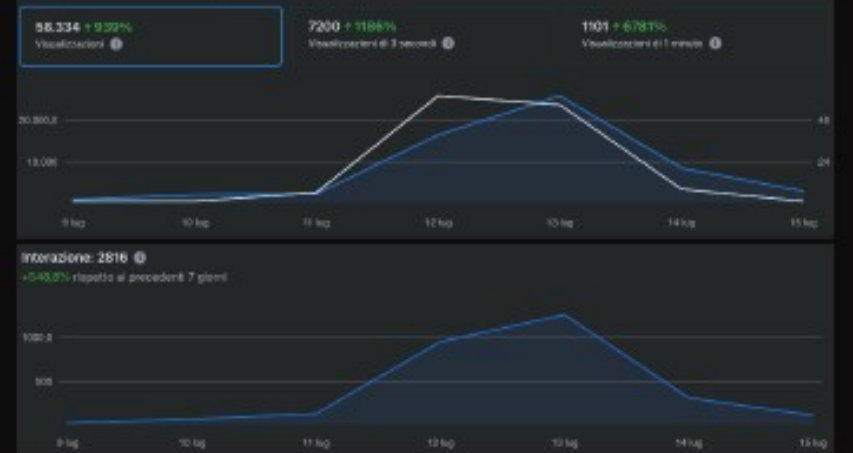 58.334 +939%
Visualizzazioni
7200 +1186%
Visualizzazioni di 3 secondi
1101 +6781%
Visualizzazioni di 1 minuto
20.000,0
48
10.000
24
9 lug
10 lug
11 lug
12 lug
13 lug
14 lug
15 lug
Interazione: 2816
+548,8% rispetto ai precedenti 7 giorni
1000,0
500
9 lug
10 lug
11 lug
12 lug
13 lug
14 lug
15 lug